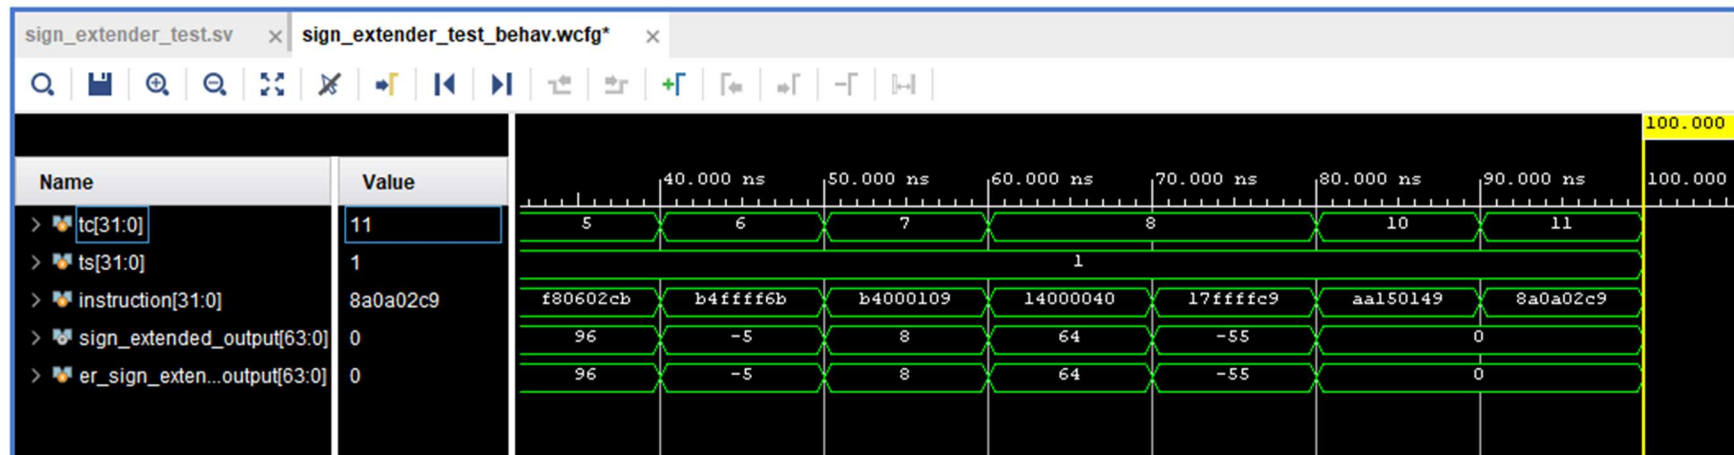 sign_extender_test.sv × sign_extender_test_behav.wcfg* ×
100.000
Name Value
40.000 ns 50.000 ns 60.000 ns 70.000 ns 80.000 ns 90.000 ns 100.000
tc[31:0] 11 5 6 7 8 10 11
ts[31:0] 1 1
instruction[31:0] 8a0a02c9 f80602cb b4ffff6b b4000109 14000040 17ffffc9 aa150149 8a0a02c9
sign_extended_output[63:0] 0 96 -5 8 64 -55 0
er_sign_exten...output[63:0] 0 96 -5 8 64 -55 0